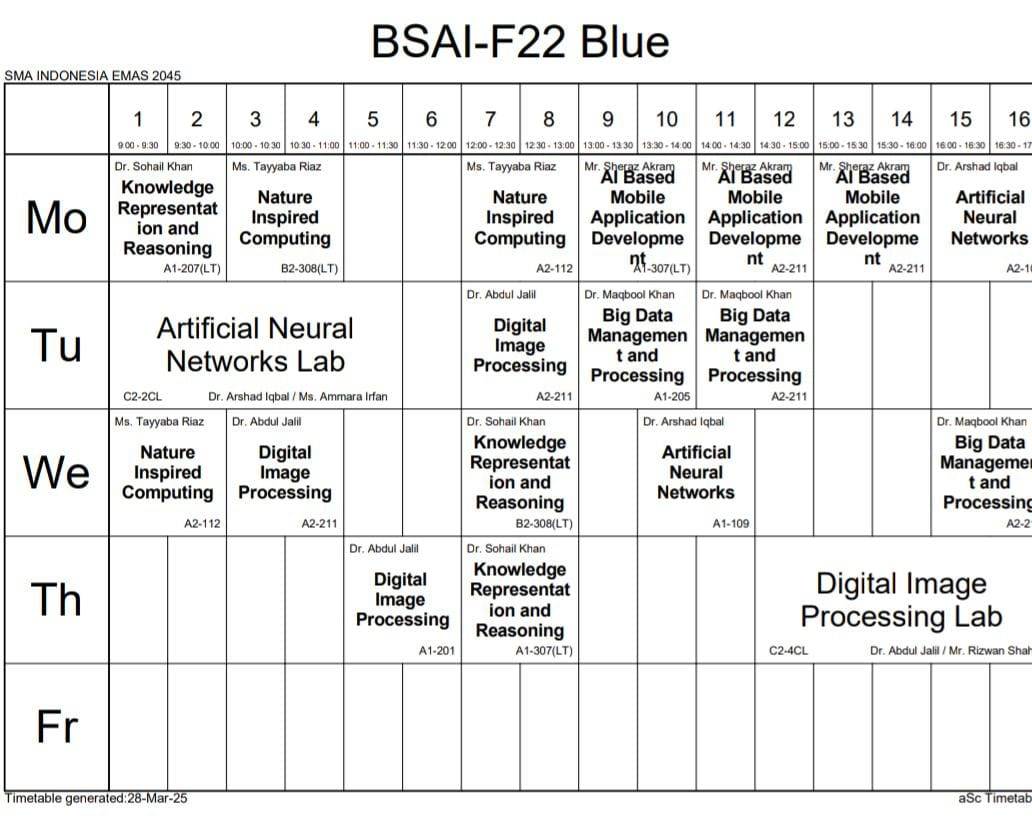 BSAI-F22 Blue
SMA INDONESIA EMAS 2045
1 2 3 4 5 6 7 8 9 10 11 12 13 14 15 16
9:00 - 9:30 9:30 - 10:00 10:00 - 10:30 10:30 - 11:00 11:00 - 11:30 11:30 - 12:00 12:00 - 12:30 12:30 - 13:00 13:00 - 13:30 13:30 - 14:00 14:00 - 14:30 14:30 - 15:00 15:00 - 15:30 15:30 - 16:00 16:00 - 16:30 16:30 - 17
Mo
Dr. Sohail Khan
Knowledge
Representat
ion and
Reasoning
A1-207(LT)
Ms. Tayyaba Riaz
Nature
Inspired
Computing
B2-308(LT)
Ms. Tayyaba Riaz
Nature
Inspired
Computing
A2-112
Mr. Sheraz Akram
AI Based
Mobile
Application
Developme
nt
A1-307(LT)
Mr. Sheraz Akram
AI Based
Mobile
Application
Developme
nt
A2-211
Mr. Sheraz Akram
AI Based
Mobile
Application
Developme
nt
A2-211
Dr. Arshad Iqbal
Artificial
Neural
Networks
A2-1
Tu
Artificial Neural
Networks Lab
C2-2CL Dr. Arshad Iqbal / Ms. Ammara Irfan
Dr. Abdul Jalil
Digital
Image
Processing
A2-211
Dr. Maqbool Khan
Big Data
Managemen
t and
Processing
A1-205
Dr. Maqbool Khan
Big Data
Managemen
t and
Processing
A2-211
We
Ms. Tayyaba Riaz
Nature
Inspired
Computing
A2-112
Dr. Abdul Jalil
Digital
Image
Processing
A2-211
Dr. Sohail Khan
Knowledge
Representat
ion and
Reasoning
B2-308(LT)
Dr. Arshad Iqbal
Artificial
Neural
Networks
A1-109
Dr. Maqbool Khan
Big Data
Manageme
t and
Processing
A2-2
Th
Dr. Abdul Jalil
Digital
Image
Processing
A1-201
Dr. Sohail Khan
Knowledge
Representat
ion and
Reasoning
A1-307(LT)
Digital Image
Processing Lab
C2-4CL Dr. Abdul Jalil / Mr. Rizwan Shah
Fr
Timetable generated:28-Mar-25
aSc Timetab